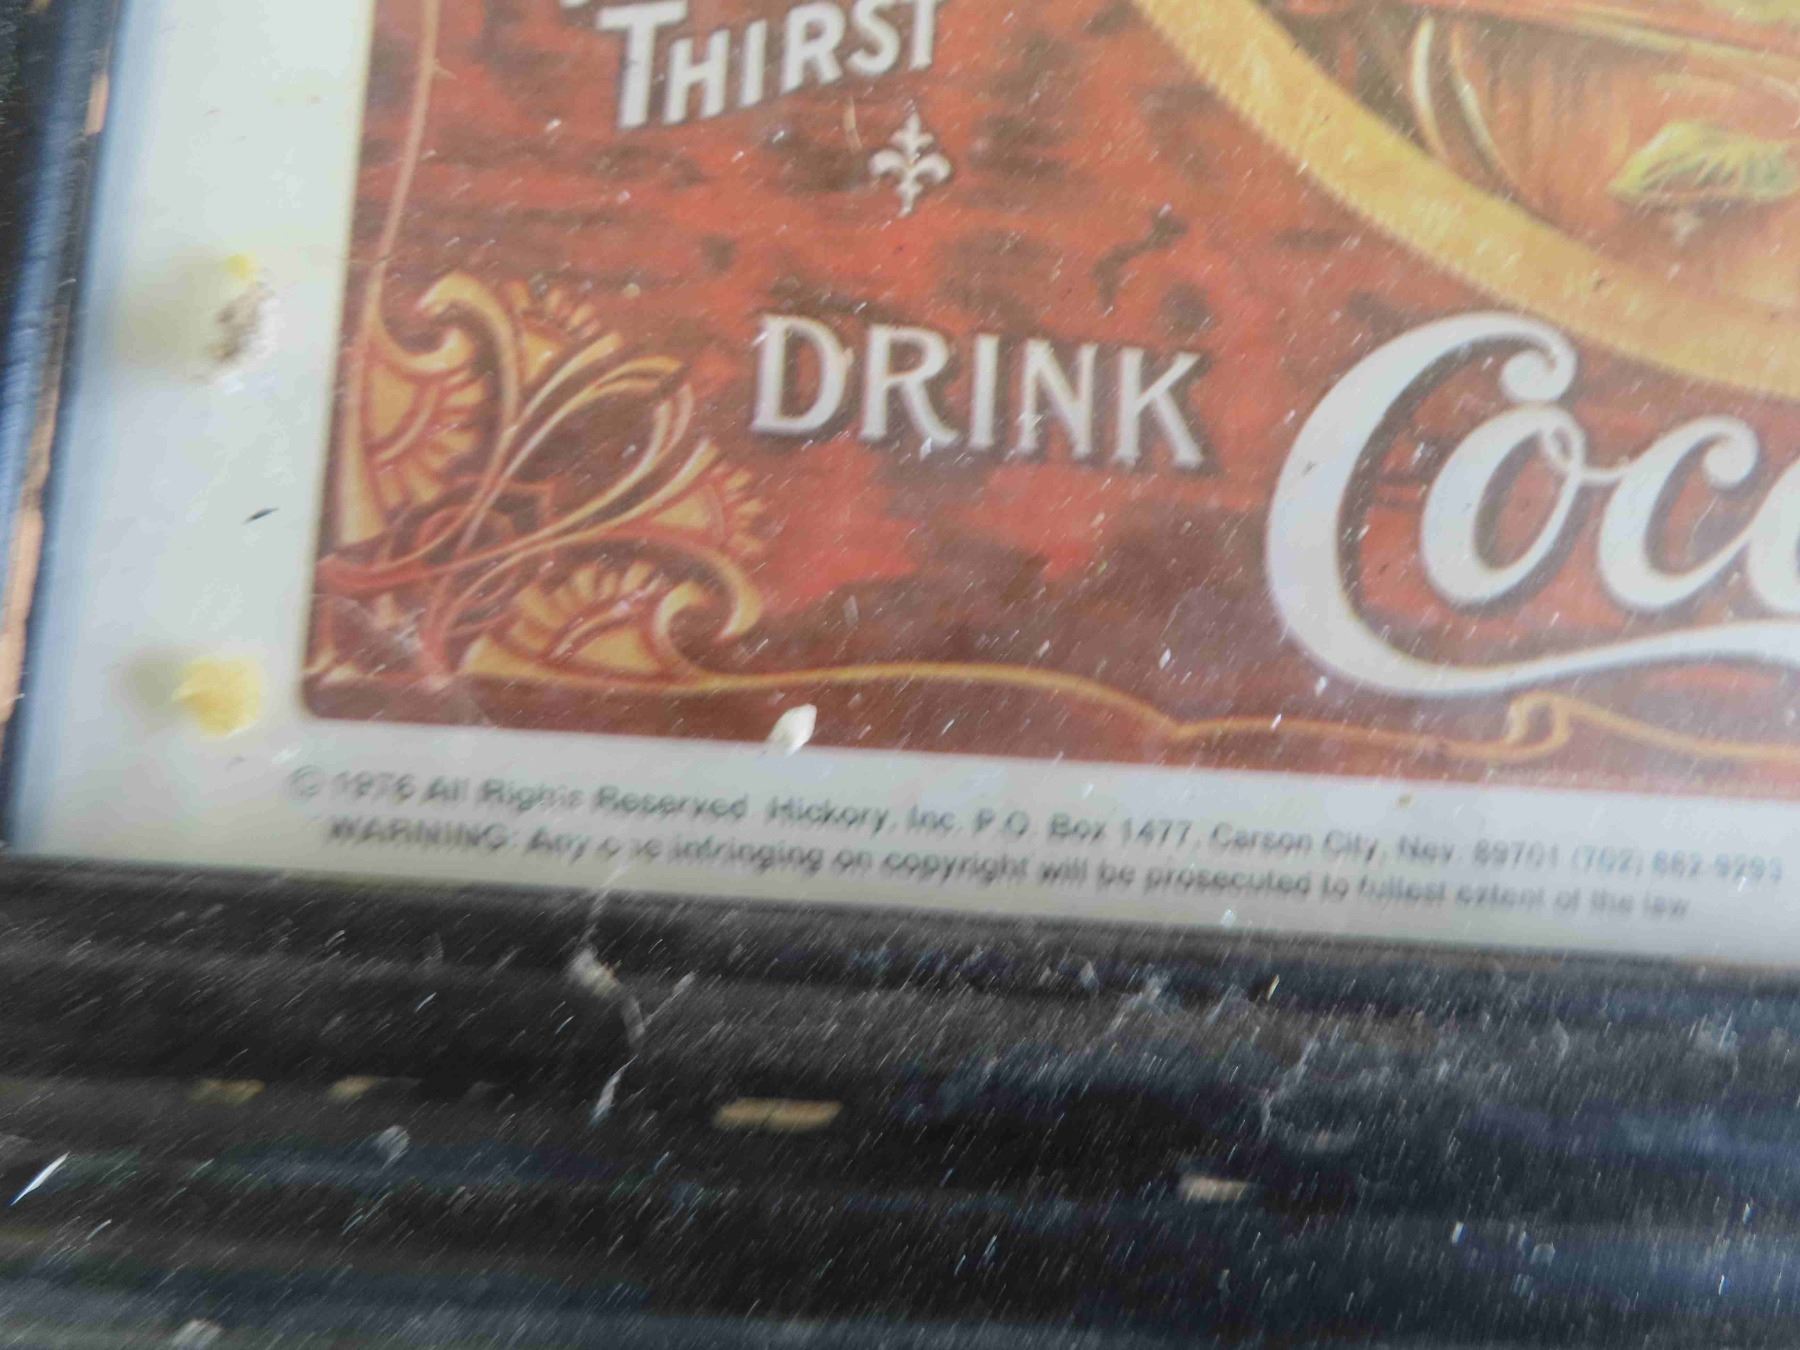 THIRST
DRINK
Coca
© 1976 All Rights Reserved Hickory, Inc. P.O. Box 1477, Carson City, Nev. 89701 (702) 882-9293
WARNING: Any one infringing on copyright will be prosecuted to fullest extent of the law